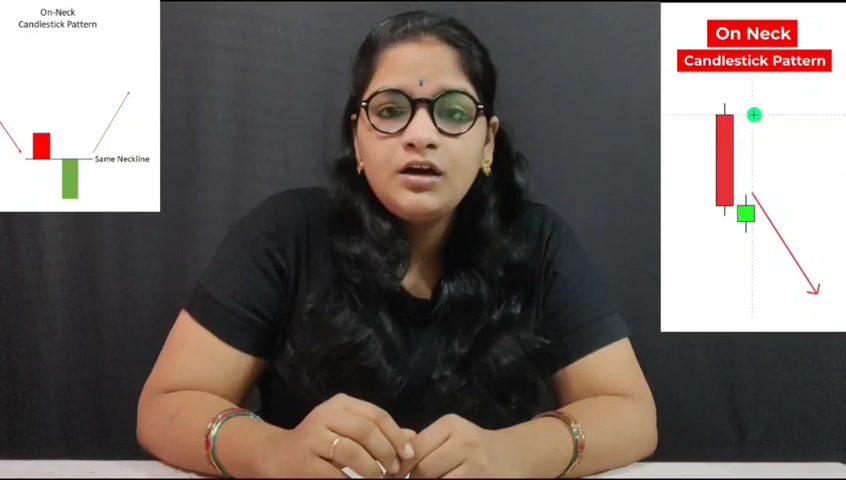 On-Neck
Candlestick Pattern
Same Neckline
On Neck
Candlestick Pattern